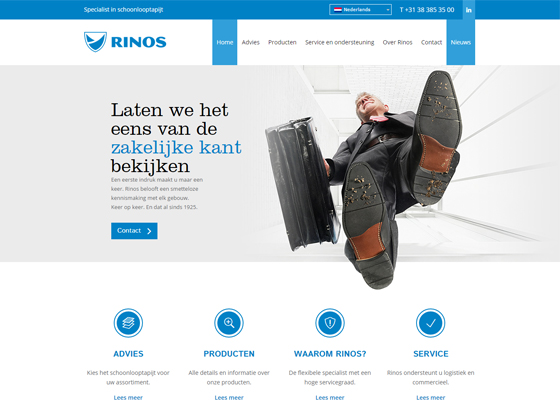 Specialist in schoonlooptapijt
Nederlands
T +31 38 385 35 00
in
RINOS
Home Advies Producten Service en ondersteuning Over Rinos Contact Nieuws
Laten we het
eens van de
zakelijke kant
bekijken
Een eerste indruk maakt u maar een
keer. Rinos belooft een smetteloze
kennismaking met elk gebouw.
Keer op keer. En dat al sinds 1925.
Contact
ADVIES
Kies het schoonlooptapijt voor
uw assortiment.
Lees meer
PRODUCTEN
Alle details en informatie over
onze producten.
Lees meer
WAAROM RINOS?
De flexibele specialist met een
hoge servicegraad.
Lees meer
SERVICE
Rinos ondersteunt u logistiek en
commercieel.
Lees meer